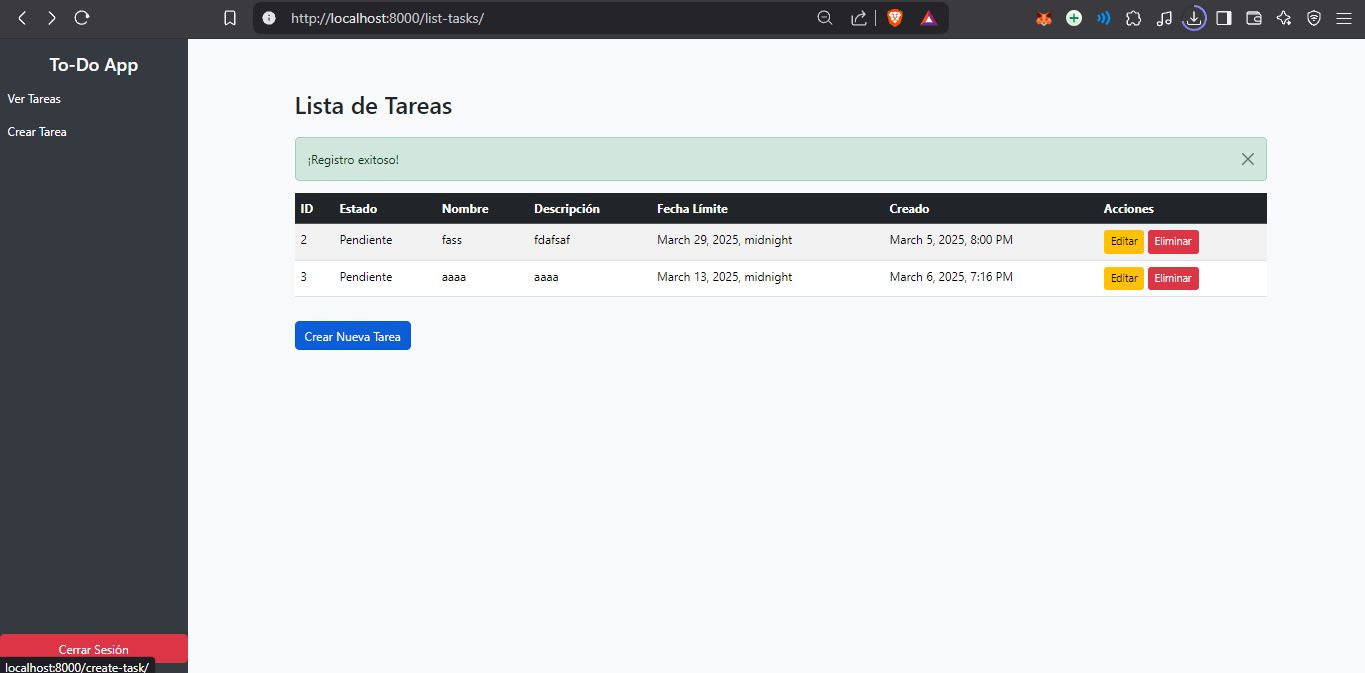 http://localhost:8000/list-tasks/
To-Do App
Ver Tareas
Crear Tarea
Lista de Tareas
¡Registro exitoso!
ID Estado Nombre Descripción Fecha Límite Creado Acciones
2 Pendiente fass fdafsaf March 29, 2025, midnight March 5, 2025, 8:00 PM Editar Eliminar
3 Pendiente aaaa aaaa March 13, 2025, midnight March 6, 2025, 7:16 PM Editar Eliminar
Crear Nueva Tarea
Cerrar Sesión
localhost:8000/create-task/